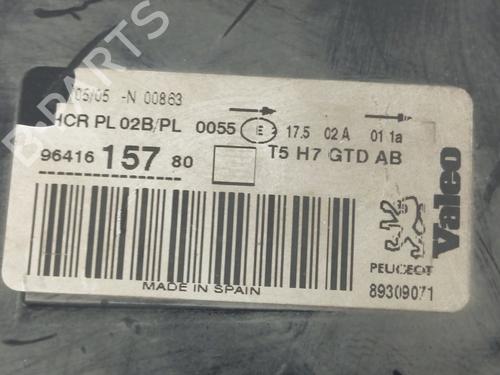 B-PARTS
05/05 -N 00863
HCR PL 02B/PL 0055 E 17.5 02 A 01 1a
96416 157 80 T5 H7 GTD AB
Valeo
PEUGEOT
MADE IN SPAIN 89309071